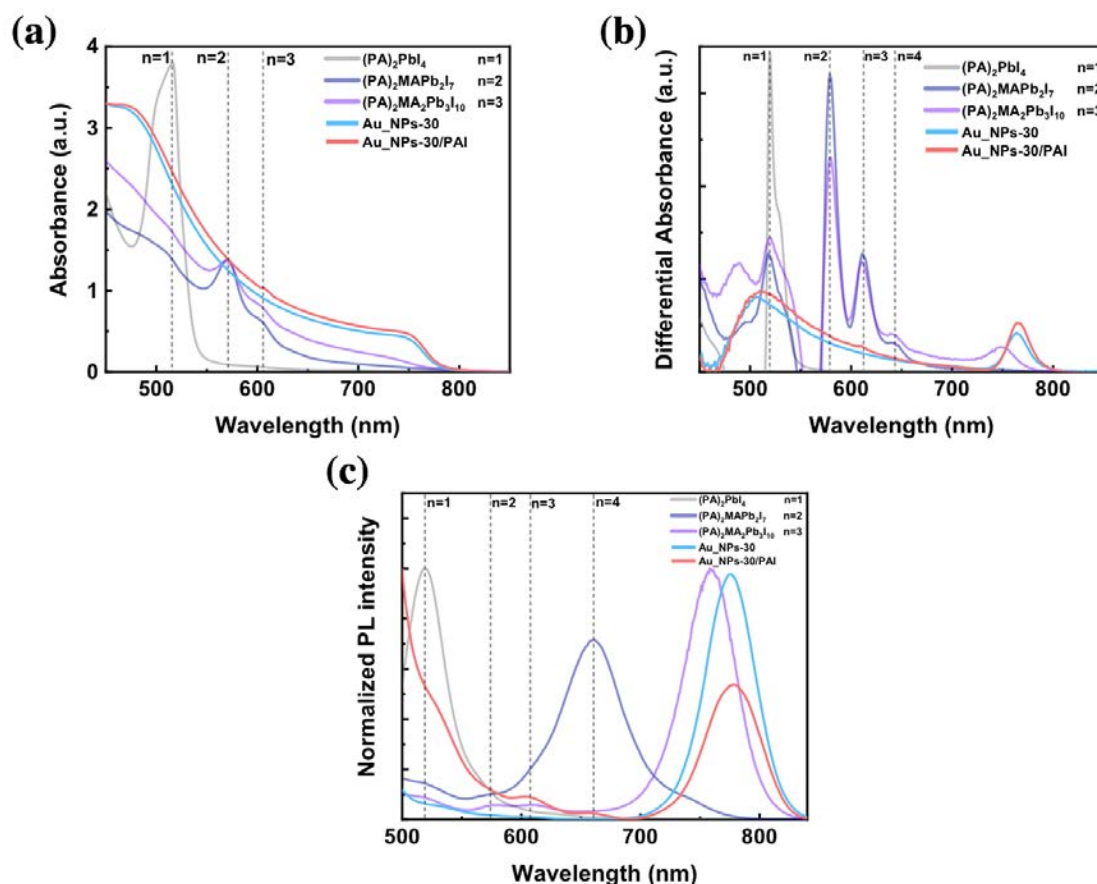 (a)
4
3
2
1
0
Absorbance (a.u.)
n=1
n=2
n=3
(PA)₂PbI₄ n=1
(PA)₂MAPb₂I₇ n=2
(PA)₂MA₂Pb₃I₁₀ n=3
Au_NPs-30
Au_NPs-30/PAI
500 600 700 800
Wavelength (nm)
(b)
Differential Absorbance (a.u.)
n=1
n=2
n=3
n=4
(PA)₂PbI₄ n=1
(PA)₂MAPb₂I₇ n=2
(PA)₂MA₂Pb₃I₁₀ n=3
Au_NPs-30
Au_NPs-30/PAI
500 600 700 800
Wavelength (nm)
(c)
Normalized PL intensity
n=1
n=2
n=3
n=4
(PA)₂PbI₄ n=1
(PA)₂MAPb₂I₇ n=2
(PA)₂MA₂Pb₃I₁₀ n=3
Au_NPs-30
Au_NPs-30/PAI
500 600 700 800
Wavelength (nm)